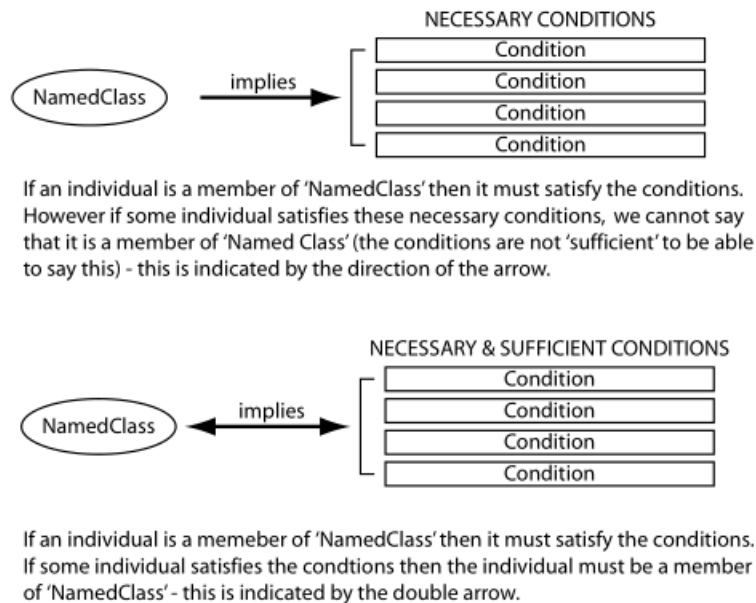 NECESSARY CONDITIONS
Condition
NamedClass
implies
Condition
Condition
Condition
If an individual is a member of 'NamedClass' then it must satisfy the conditions.
However if some individual satisfies these necessary conditions, we cannot say
that it is a member of 'Named Class' (the conditions are not 'sufficient' to be able
to say this) - this is indicated by the direction of the arrow.
NECESSARY & SUFFICIENT CONDITIONS
Condition
NamedClass
implies
Condition
Condition
Condition
If an individual is a memeber of 'NamedClass' then it must satisfy the conditions.
If some individual satisfies the condtions then the individual must be a member
of 'NamedClass' - this is indicated by the double arrow.